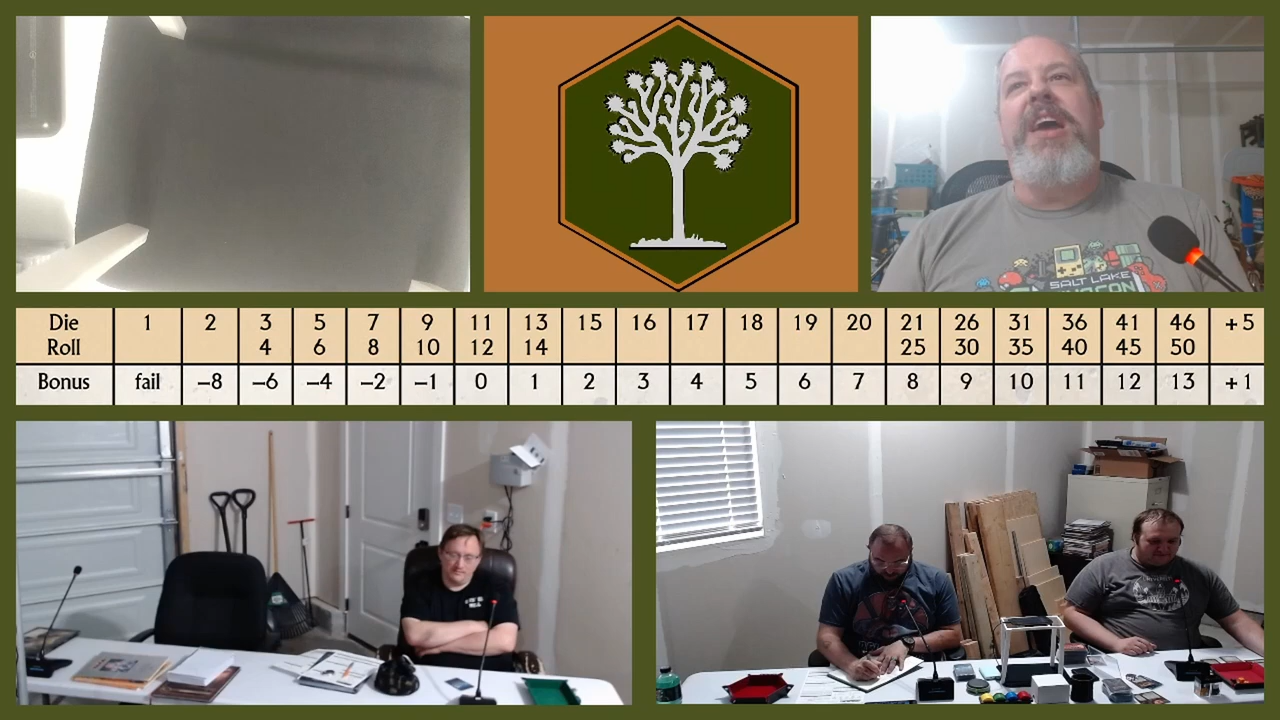 SALT LAKE
Die Roll 1 2 3 4 5 6 7 8 9 10 11 12 13 14 15 16 17 18 19 20 21 25 26 30 31 35 36 40 41 45 46 50 +5
Bonus fail –8 –6 –4 –2 –1 0 1 2 3 4 5 6 7 8 9 10 11 12 13 +1